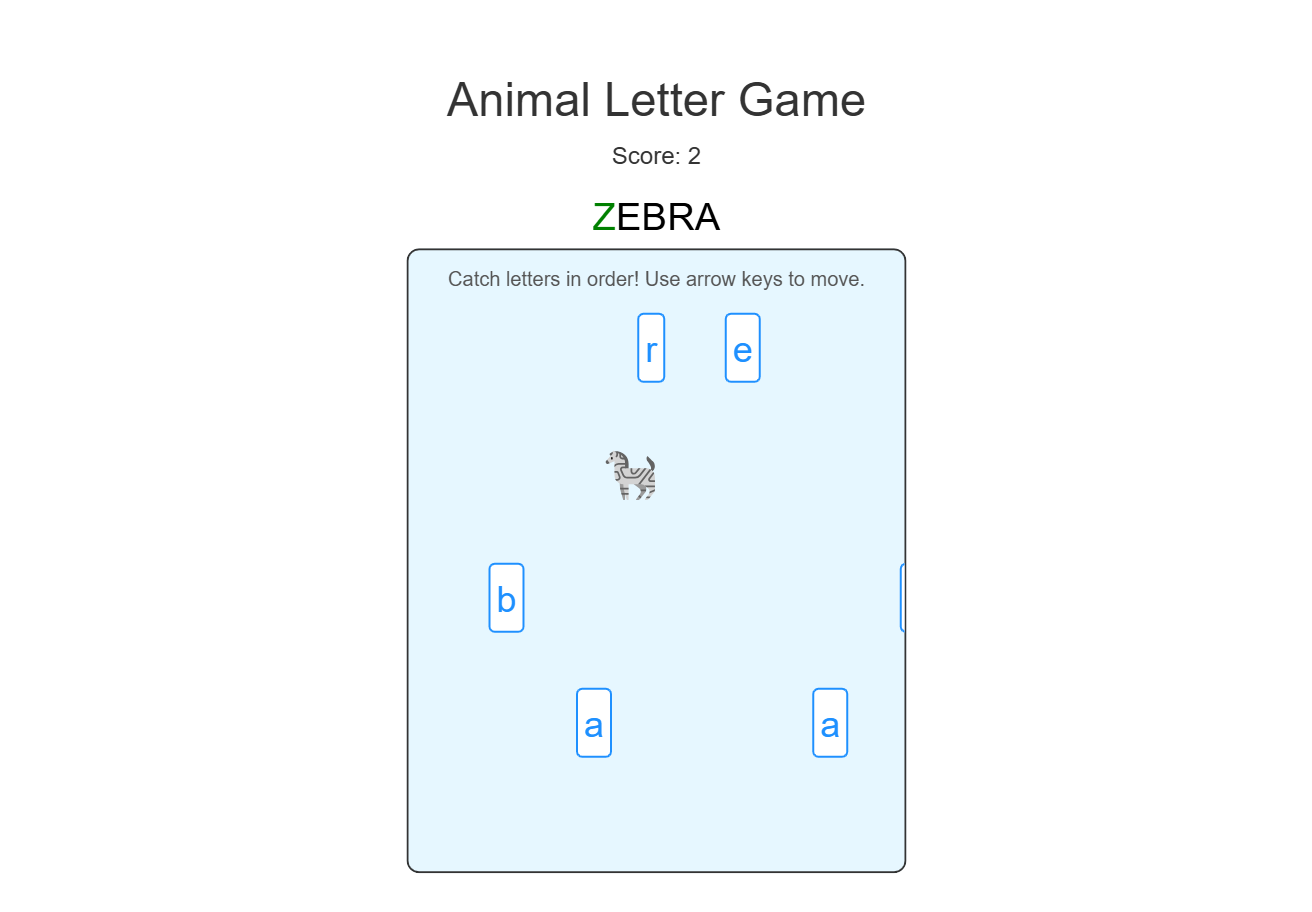 Animal Letter Game
Score: 2
ZEBRA
Catch letters in order! Use arrow keys to move.
r e
b
a a